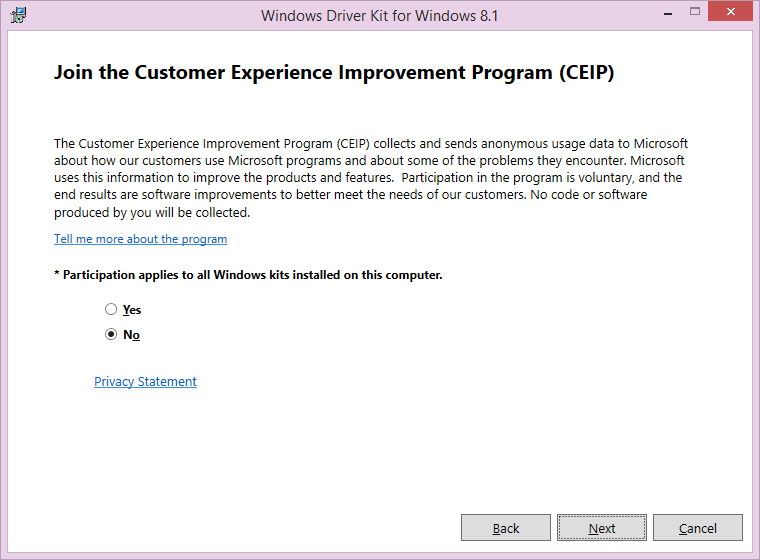 Windows Driver Kit for Windows 8.1
Join the Customer Experience Improvement Program (CEIP)
The Customer Experience Improvement Program (CEIP) collects and sends anonymous usage data to Microsoft
about how our customers use Microsoft programs and about some of the problems they encounter. Microsoft
uses this information to improve the products and features.  Participation in the program is voluntary, and the
end results are software improvements to better meet the needs of our customers. No code or software
produced by you will be collected.
Tell me more about the program
* Participation applies to all Windows kits installed on this computer.
Yes
No
Privacy Statement
Back Next Cancel